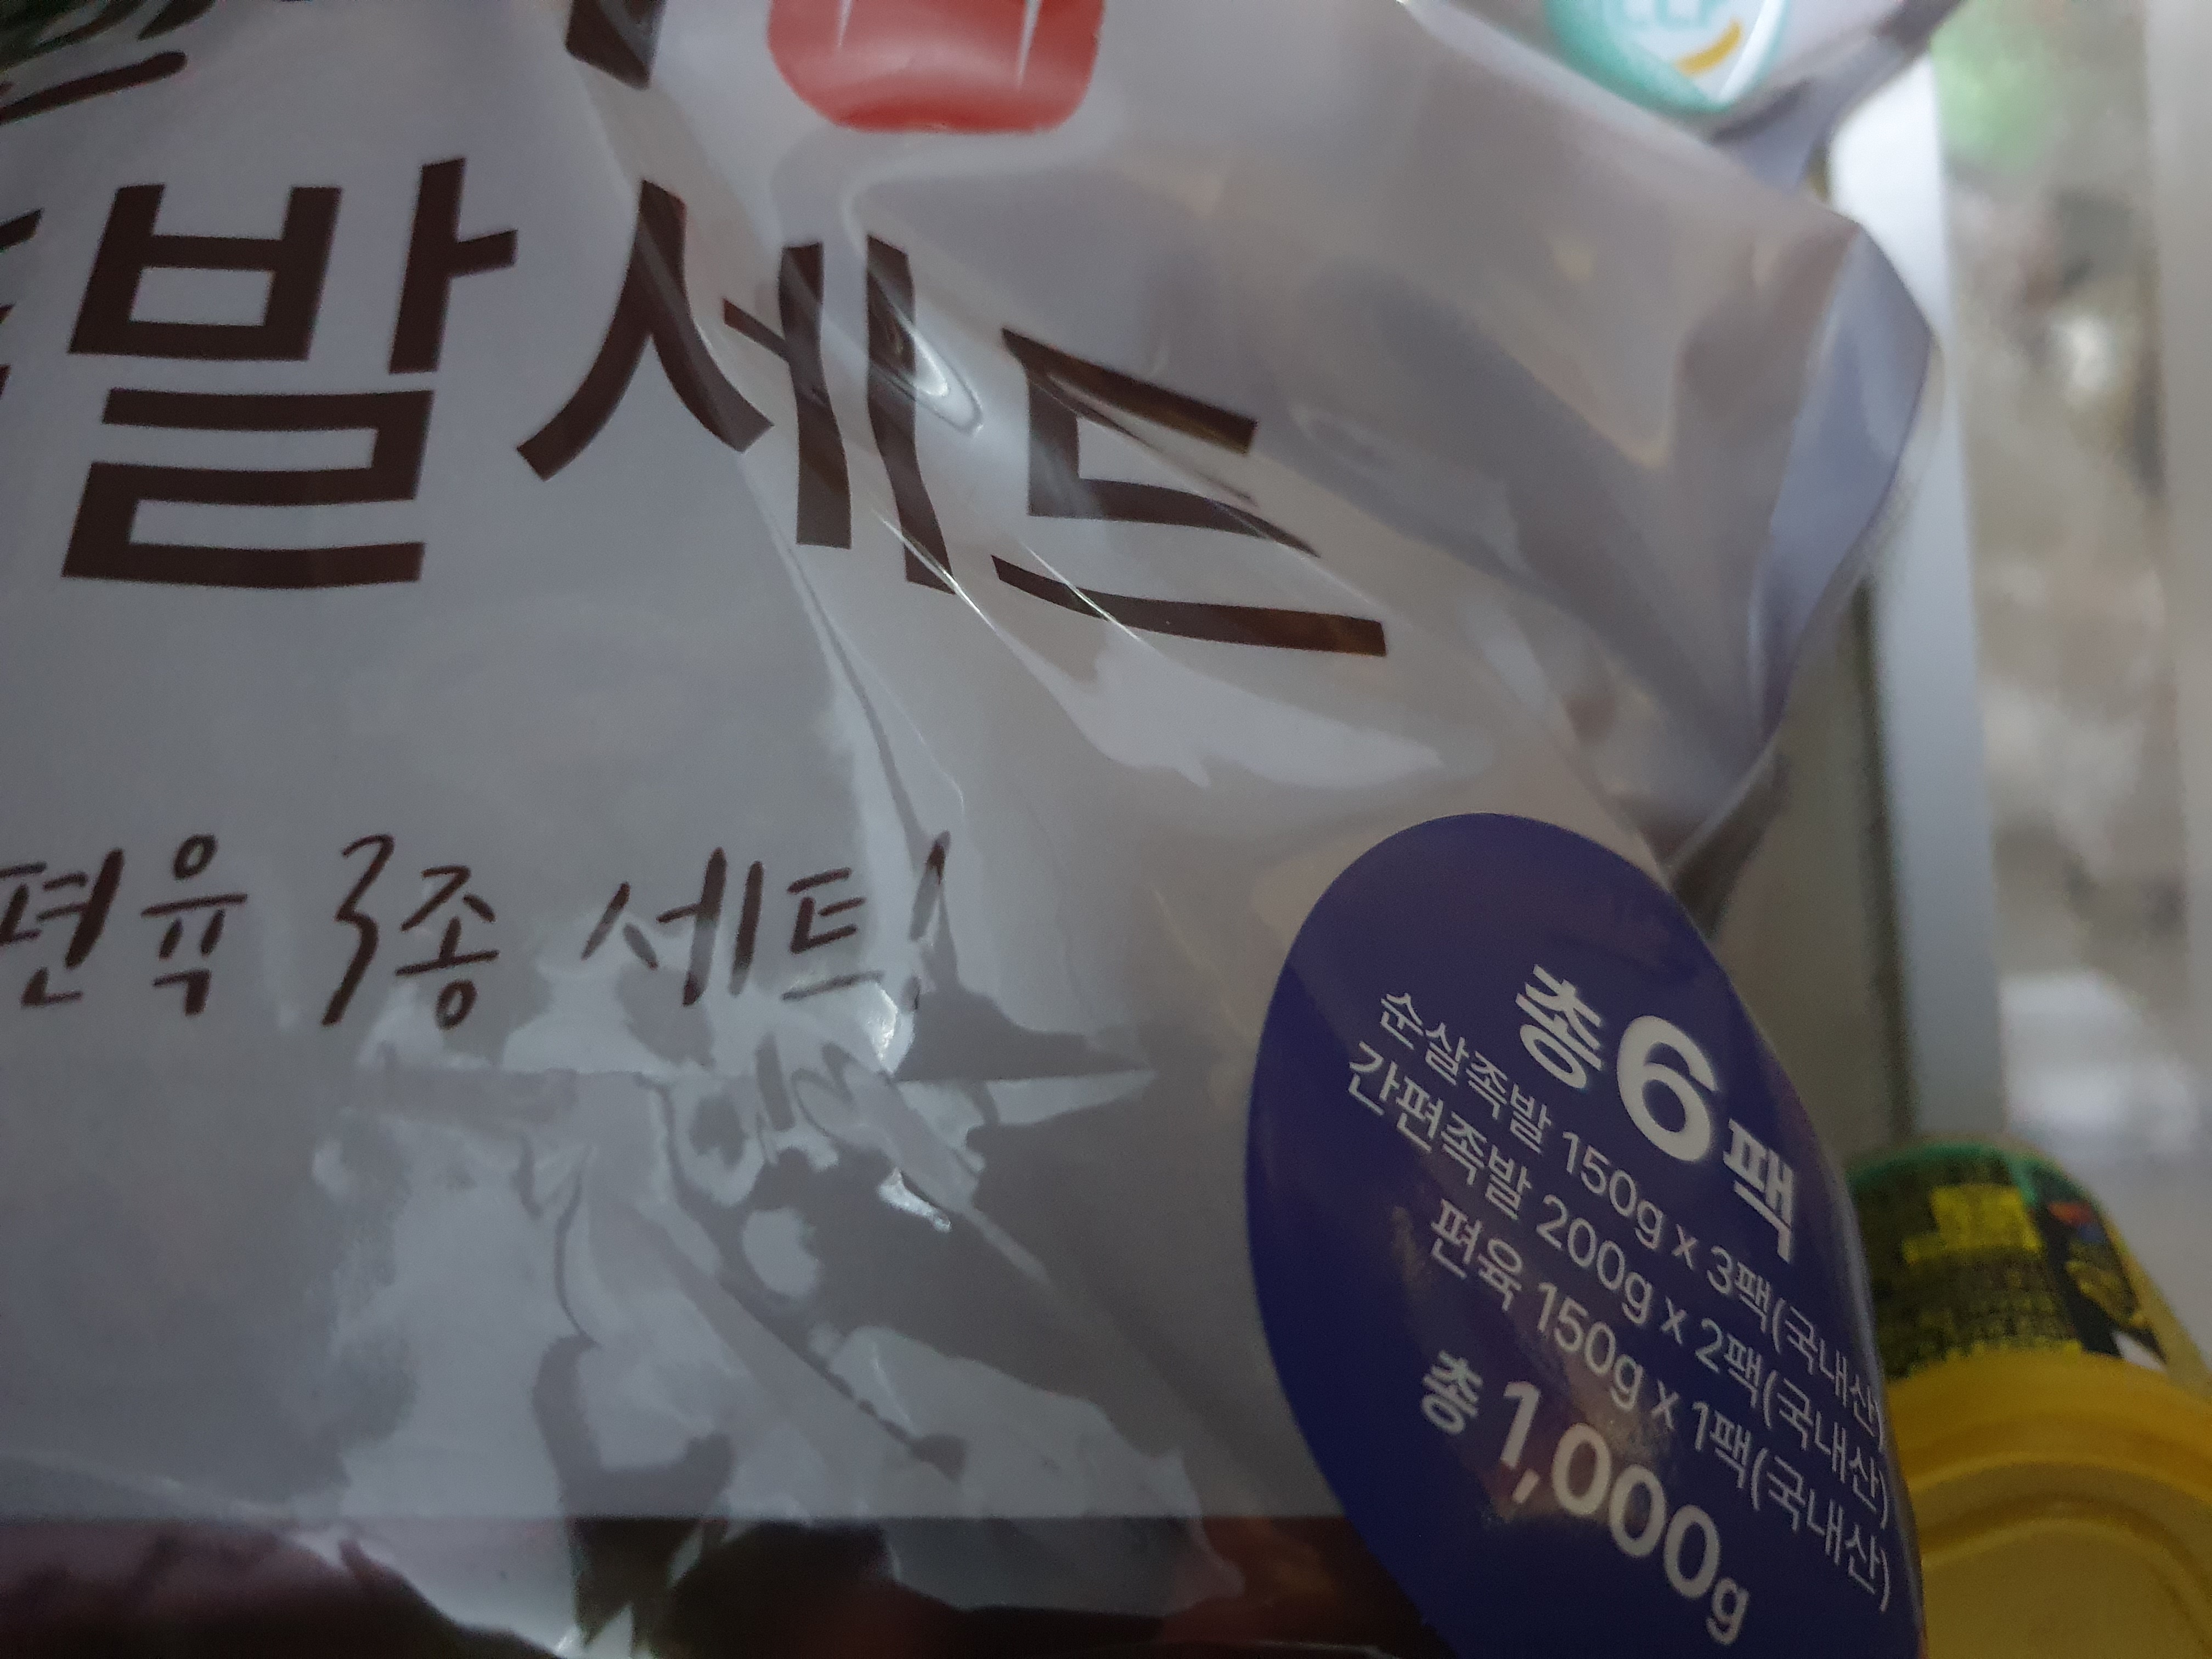 발세트
편육 3종 세트!
총 6팩
순살족발 150g x 3팩(국내산)
간편족발 200g x 2팩(국내산)
편육 150g x 1팩(국내산)
총 1,000g